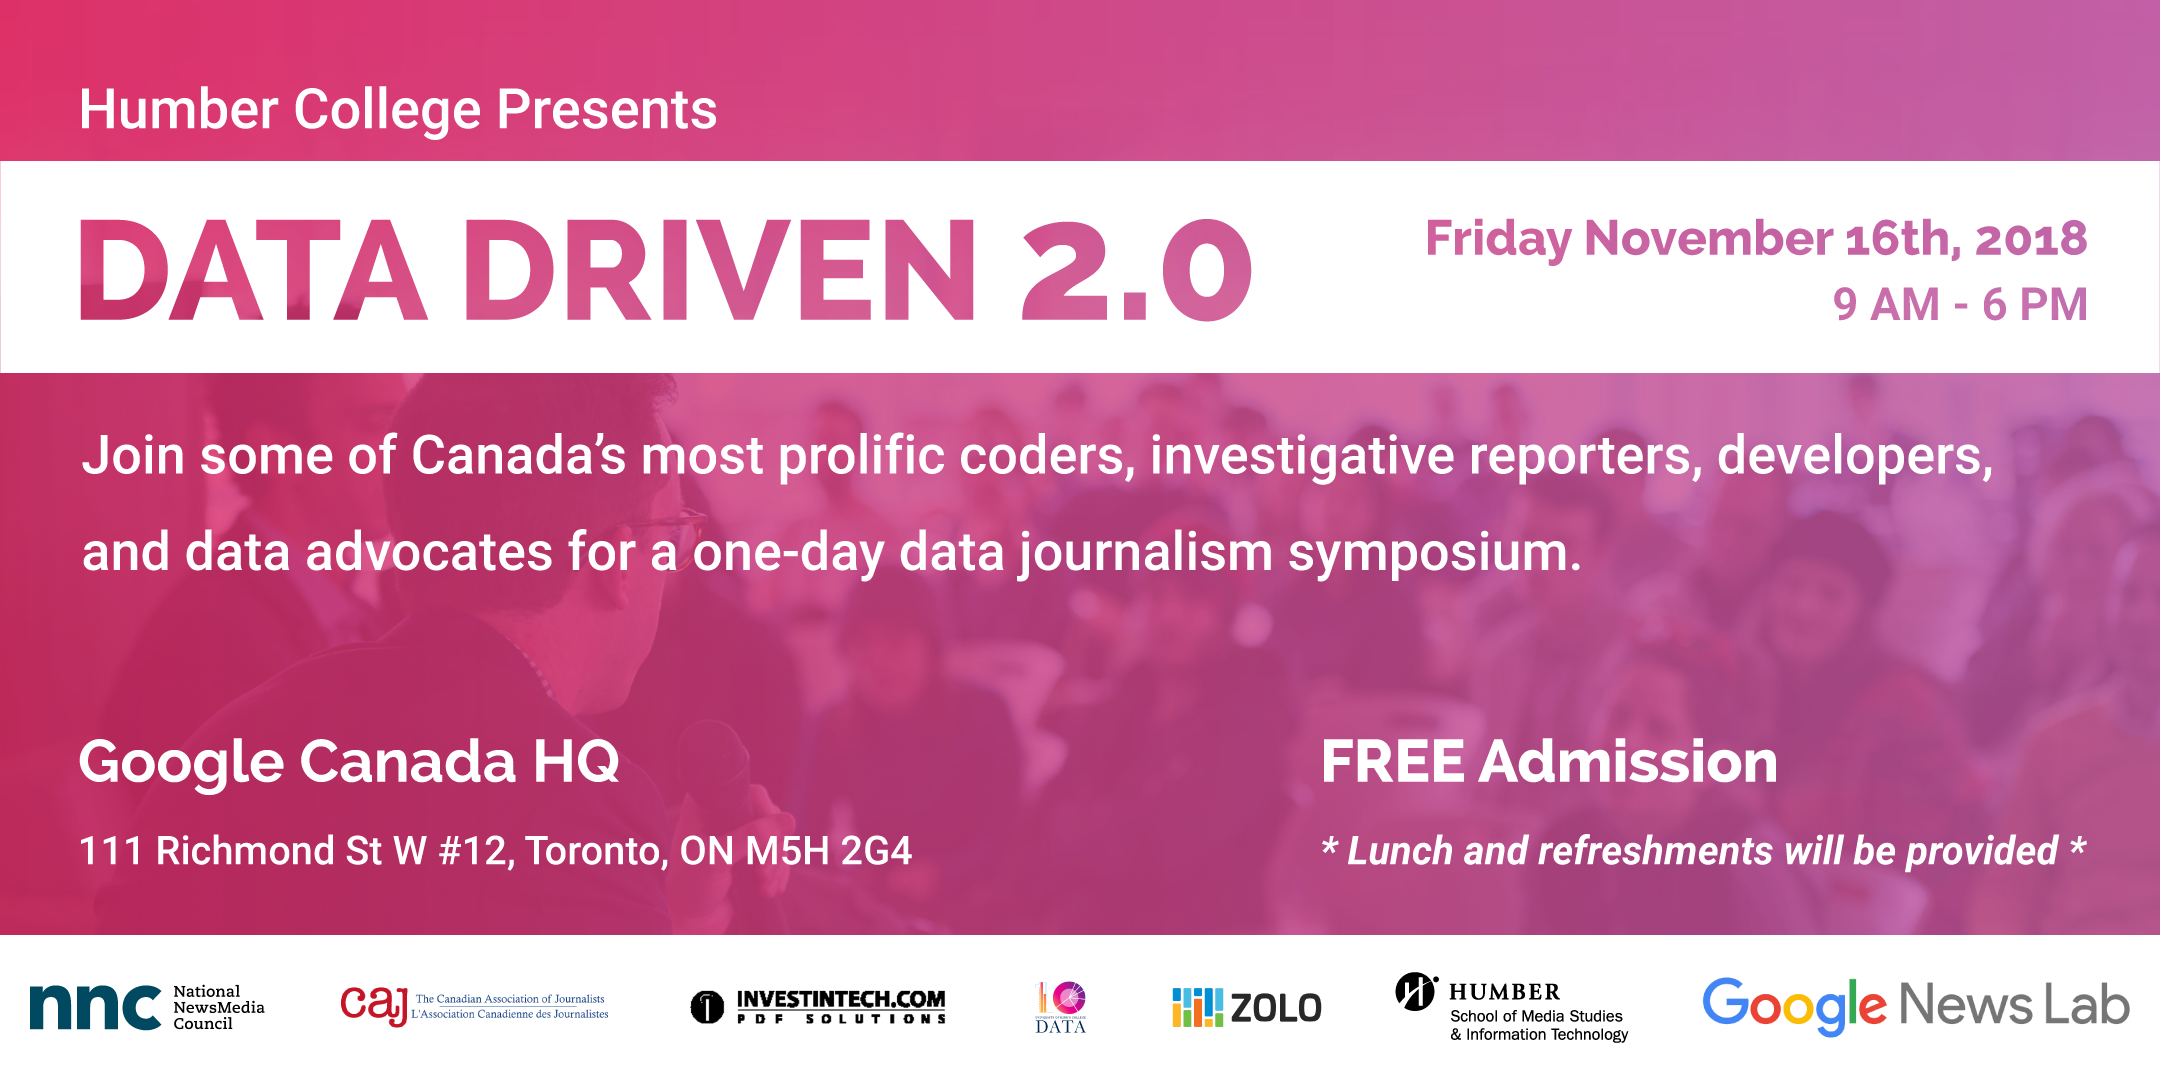 Humber College Presents
DATA DRIVEN 2.0
Friday November 16th, 2018
9 AM - 6 PM
Join some of Canada’s most prolific coders, investigative reporters, developers,
and data advocates for a one-day data journalism symposium.
Google Canada HQ
111 Richmond St W #12, Toronto, ON M5H 2G4
FREE Admission
* Lunch and refreshments will be provided *
nnc
National
NewsMedia
Council
caj
The Canadian Association of Journalists
L'Association Canadienne des Journalistes
INVESTINTECH.COM
PDF SOLUTIONS
DATA
ZOLO
HUMBER
School of Media Studies
& Information Technology
Google News Lab